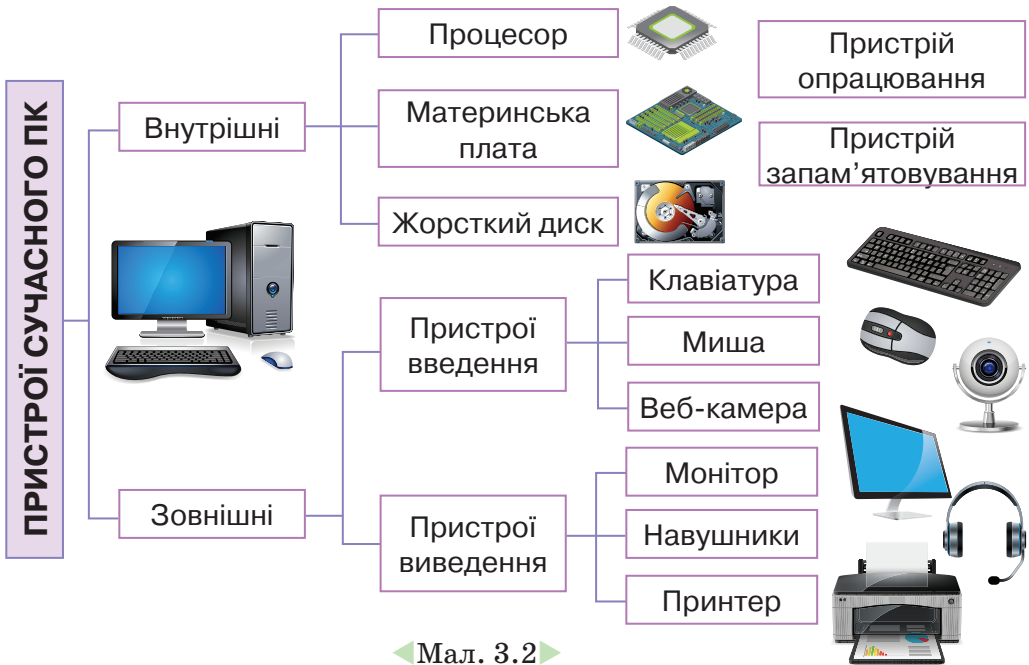 ПРИСТРОЇ СУЧАСНОГО ПК
Внутрішні
Процесор
Материнська
плата
Жорсткий диск
Пристрій
опрацювання
Пристрій
запам’ятовування
Зовнішні
Пристрої
введення
Клавіатура
Миша
Веб-камера
Пристрої
виведення
Монітор
Навушники
Принтер
Мал. 3.2